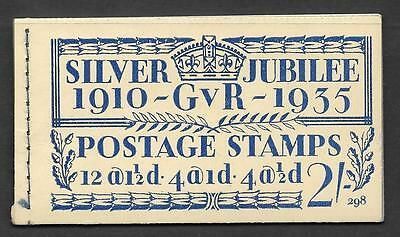 SILVER JUBILEE
1910 - GvR - 1935
POSTAGE STAMPS
12 @ 1½d · 4 @ 1d · 4 @ ½d 2/-
298